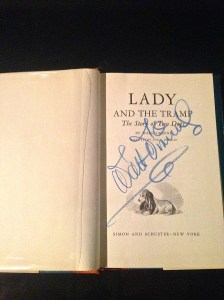 LADY
AND THE TRAMP
The Story of Two Dogs
Walt Disney
SIMON AND SCHUSTER · NEW YORK